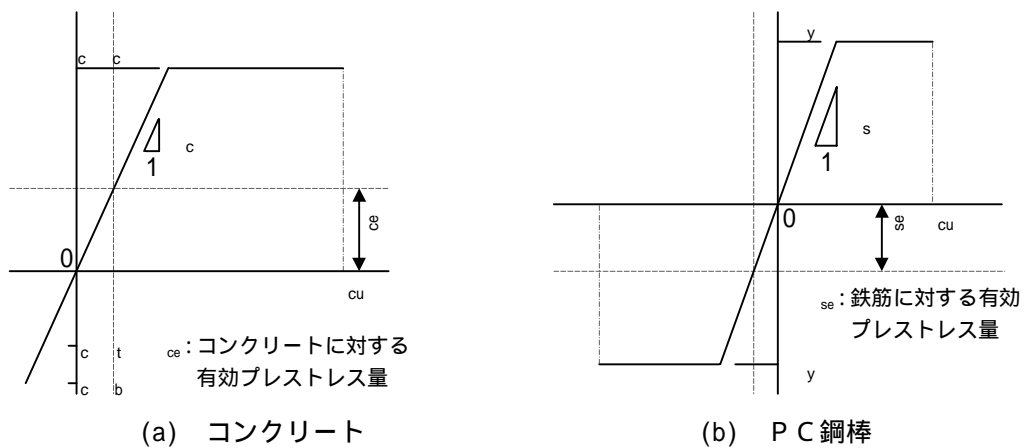 c c
c
1
ce
0
cu
c t
c b
ce : コンクリートに対する
有効プレストレス量
(a) コンクリート
y
s
1
0
se
cu
se : 鉄筋に対する有効
プレストレス量
y
(b) PC鋼棒